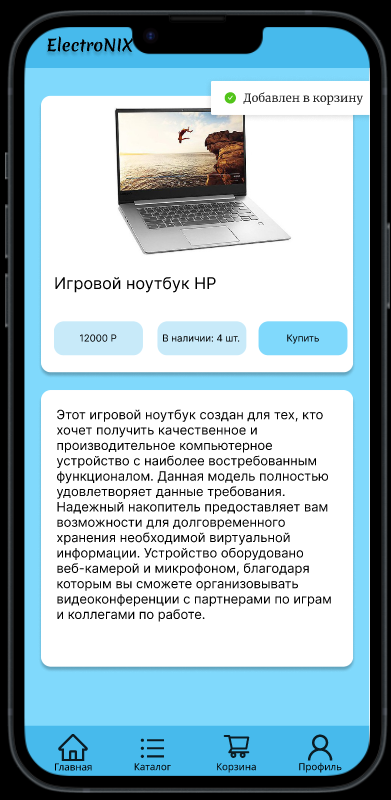 ElectroNIX
Добавлен в корзину
Игровой ноутбук HP
12000 Р
В наличии: 4 шт.
Купить
Этот игровой ноутбук создан для тех, кто
хочет получить качественное и
производительное компьютерное
устройство с наиболее востребованным
функционалом. Данная модель полностью
удовлетворяет данные требования.
Надежный накопитель предоставляет вам
возможности для долговременного
хранения необходимой виртуальной
информации. Устройство оборудовано
веб-камерой и микрофоном, благодаря
которым вы сможете организовывать
видеоконференции с партнерами по играм
и коллегами по работе.
Главная
Каталог
Корзина
Профиль